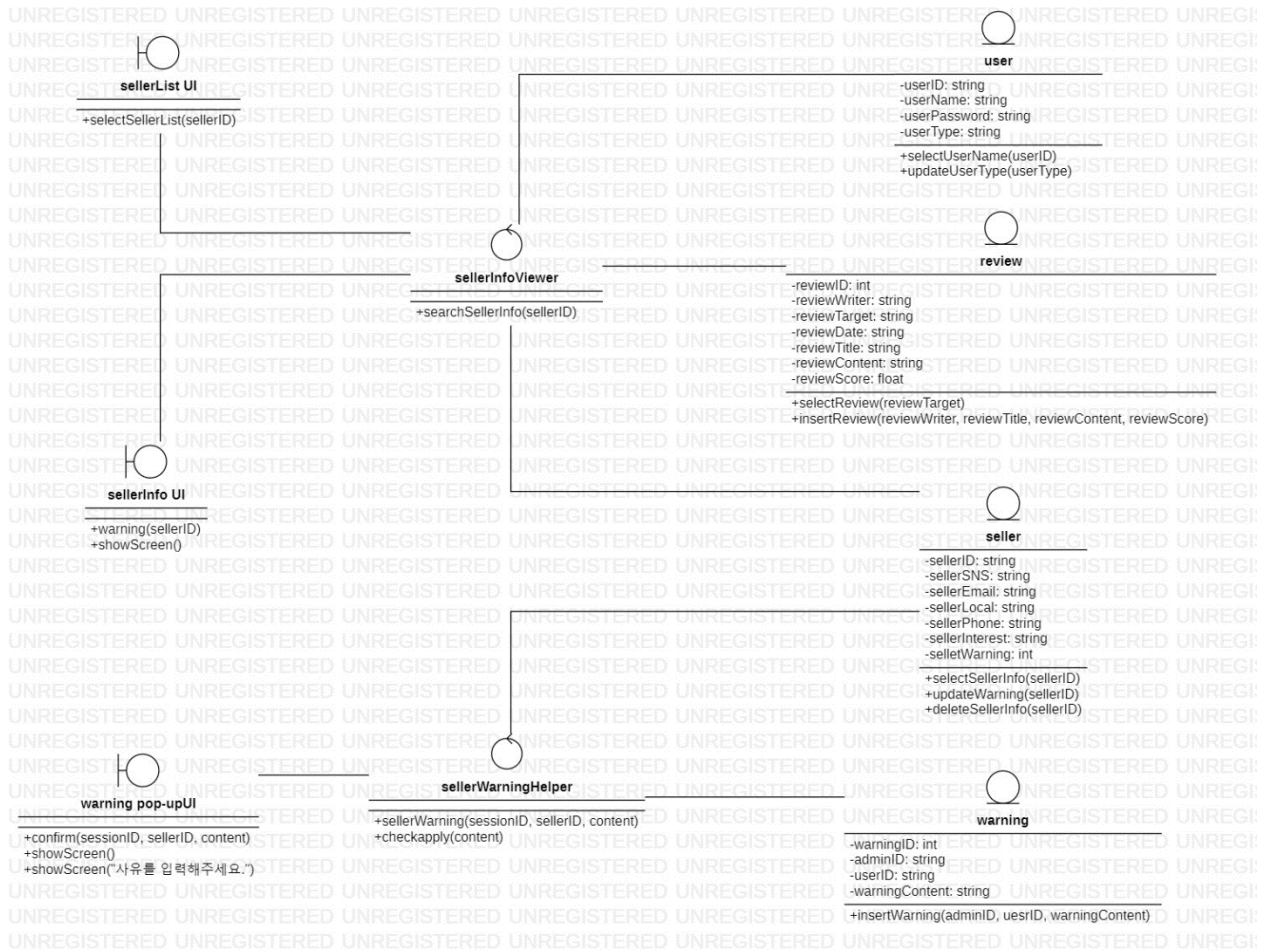 sellerList UI
+selectSellerList(sellerID)
user
-userID: string
-userName: string
-userPassword: string
-userType: string
+selectUserName(userID)
+updateUserType(userType)
sellerInfoViewer
+searchSellerInfo(sellerID)
review
-reviewID: int
-reviewWriter: string
-reviewTarget: string
-reviewDate: string
-reviewTitle: string
-reviewContent: string
-reviewScore: float
+selectReview(reviewTarget)
+insertReview(reviewWriter, reviewTitle, reviewContent, reviewScore)
sellerInfo UI
+warning(sellerID)
+showScreen()
seller
-sellerID: string
-sellerSNS: string
-sellerEmail: string
-sellerLocal: string
-sellerPhone: string
-sellerInterest: string
-selletWarning: int
+selectSellerInfo(sellerID)
+updateWarning(sellerID)
+deleteSellerInfo(sellerID)
warning pop-upUI
+confirm(sessionID, sellerID, content)
+showScreen()
+showScreen("사유를 입력해주세요.")
sellerWarningHelper
+sellerWarning(sessionID, sellerID, content)
+checkapply(content)
warning
-warningID: int
-adminID: string
-userID: string
-warningContent: string
+insertWarning(adminID, uesrID, warningContent)